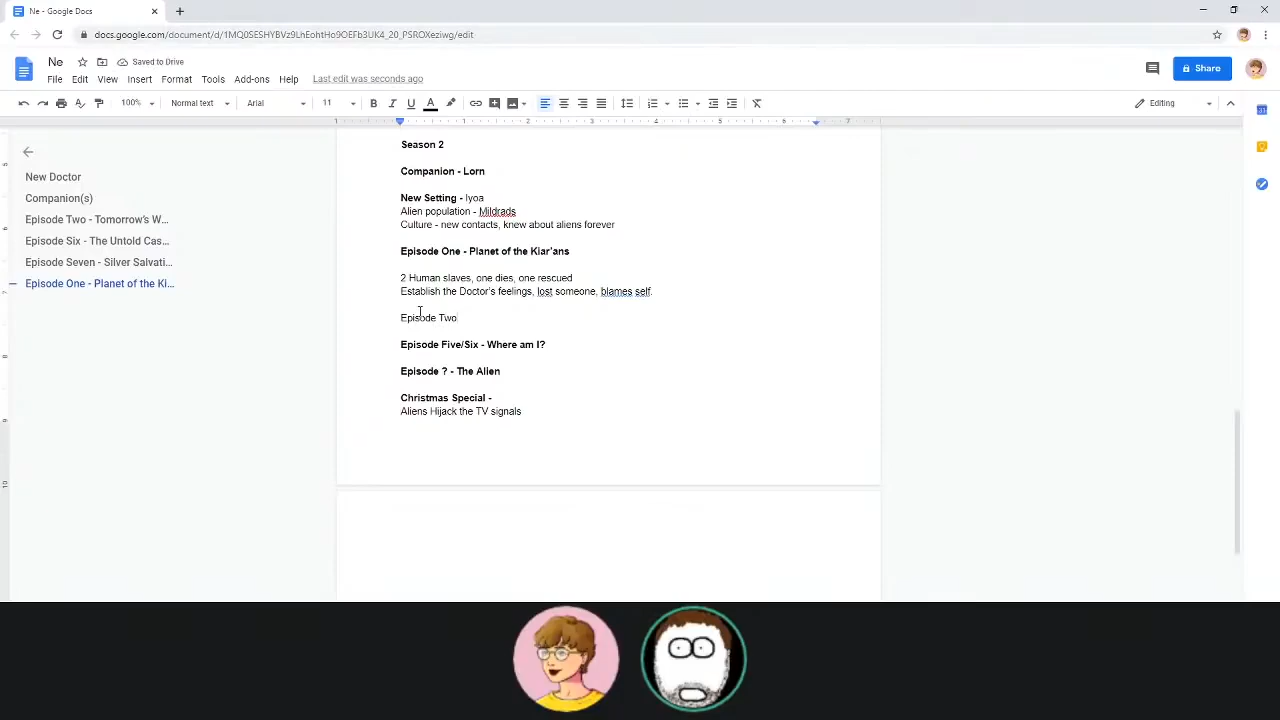 Ne - Google Docs
docs.google.com/document/d/1MQ0SESHYBVz9LhEohtHo9OEFb3UK4_20_PSROXeziwg/edit
Ne
Saved to Drive
File Edit View Insert Format Tools Add-ons Help Last edit was seconds ago
Share
100% Normal text Arial 11 B I U A Editing
New Doctor
Companion(s)
Episode Two - Tomorrow's W...
Episode Six - The Untold Cas...
Episode Seven - Silver Salvati...
Episode One - Planet of the Ki...
Season 2
Companion - Lorn
New Setting - Iyoa
Alien population - Mildrads
Culture - new contacts, knew about aliens forever
Episode One - Planet of the Kiar'ans
2 Human slaves, one dies, one rescued
Establish the Doctor's feelings, lost someone, blames self.
Episode Two
Episode Five/Six - Where am I?
Episode ? - The Alien
Christmas Special -
Aliens Hijack the TV signals